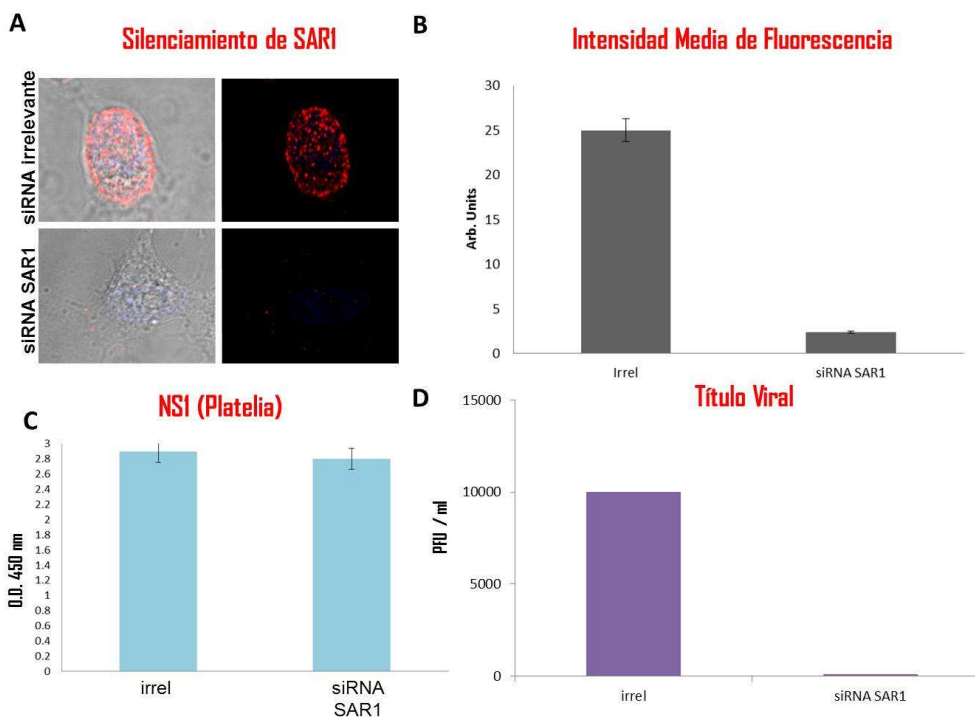 A
Silenciamiento de SAR1
siRNA irrelevante
siRNA SAR1
B
Intensidad Media de Fluorescencia
Arb. Units
30
25
20
15
10
5
0
Irrel
siRNA SAR1
C
NS1 (Platelia)
O.D. 450 nm
3
2.8
2.6
2.4
2.2
2
1.8
1.6
1.4
1.2
1
0.8
0.6
0.4
0.2
0
irrel
siRNA
SAR1
D
Título Viral
PFU / ml
15000
10000
5000
0
irrel
siRNA SAR1